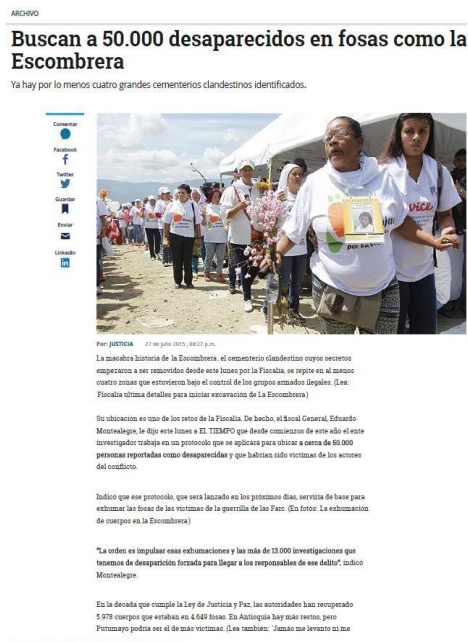 ARCHIVO
Buscan a 50.000 desaparecidos en fosas como la
Escombrera
Ya hay por lo menos cuatro grandes cementerios clandestinos identificados.
Comentar
Facebook
Twitter
Guardar
Enviar
Linkedin
Por: JUSTICIA 27 de julio 2015 , 08:27 p.m.
La macabra historia de la Escombrera , el cementerio clandestino cuyos secretos
empezaron a ser removidos desde este lunes por la Fiscalía, se repite en al menos
cuatro zonas que estuvieron bajo el control de los grupos armados ilegales. (Lea:
Fiscalía ultima detalles para iniciar excavación de La Escombrera)
Su ubicación es uno de los retos de la Fiscalía. De hecho, el fiscal General, Eduardo
Montealegre, le dijo este lunes a EL TIEMPO que desde comienzos de este año el ente
investigador trabaja en un protocolo que se aplicará para ubicar a cerca de 50.000
personas reportadas como desaparecidas y que habrían sido víctimas de los actores
del conflicto.
Indicó que ese protocolo, que será lanzado en los próximos días, serviría de base para
exhumar las fosas de las víctimas de la guerrilla de las Farc. (En fotos: La exhumación
de cuerpos en la Escombrera)
"La orden es impulsar esas exhumaciones y las más de 13.000 investigaciones que
tenemos de desaparición forzada para llegar a los responsables de ese delito", indicó
Montealegre.
En la década que cumple la Ley de Justicia y Paz, las autoridades han recuperado
5.978 cuerpos que estaban en 4.649 fosas. En Antioquia hay más restos, pero
Putumayo podría ser el de más víctimas. (Lea también: 'Jamás me levanto ni me